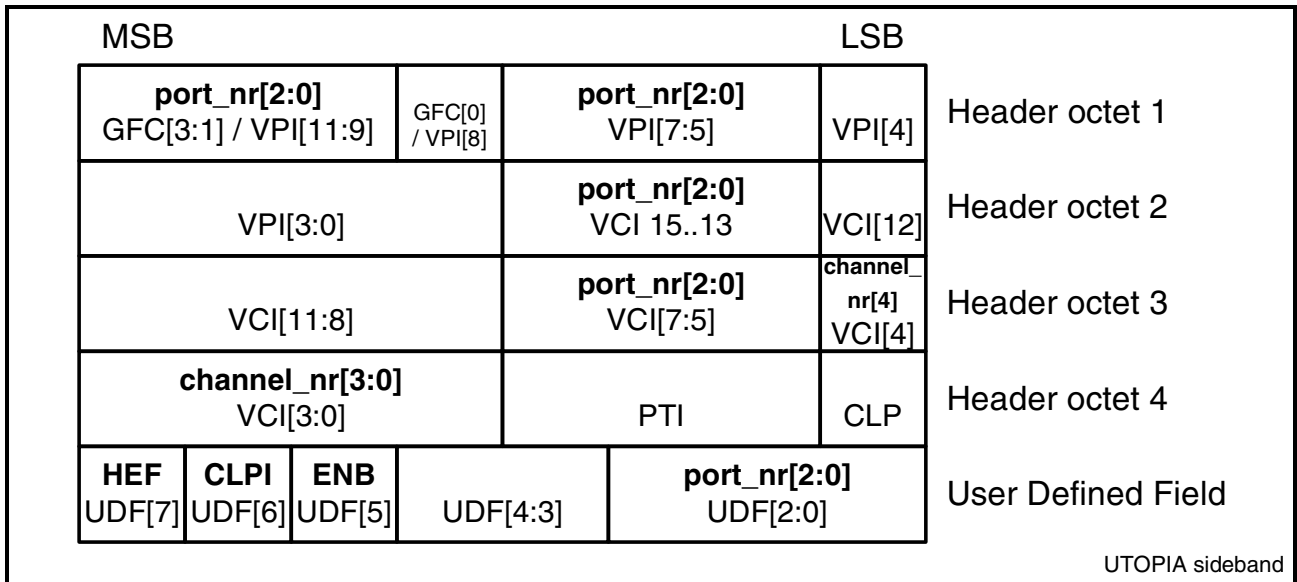 MSB LSB
port_nr[2:0]
GFC[3:1] / VPI[11:9]
GFC[0]
/ VPI[8]
port_nr[2:0]
VPI[7:5]
VPI[4]
Header octet 1
VPI[3:0]
port_nr[2:0]
VCI 15..13
VCI[12]
Header octet 2
VCI[11:8]
port_nr[2:0]
VCI[7:5]
channel_
nr[4]
VCI[4]
Header octet 3
channel_nr[3:0]
VCI[3:0]
PTI
CLP
Header octet 4
HEF
UDF[7]
CLPI
UDF[6]
ENB
UDF[5]
UDF[4:3]
port_nr[2:0]
UDF[2:0]
User Defined Field
UTOPIA sideband